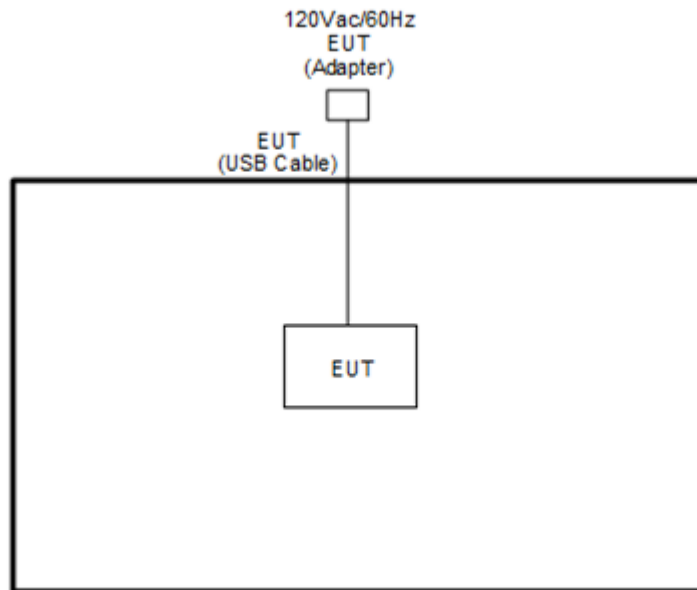 120Vac/60Hz
EUT
(Adapter)
EUT
(USB Cable)
EUT